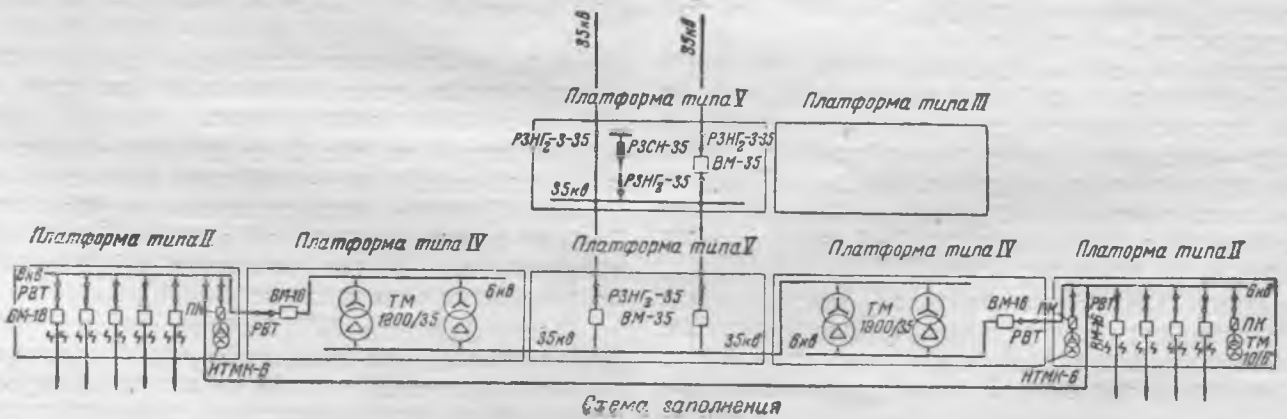 35кв 35кв
Платформа типа V Платформа типа III
РЗНГ₂-3-35 РЗСН-35 РЗНГ₂-3-35
ВМ-35
РЗНГ₂-35
35кв
Платформа типа II Платформа типа IV Платформа типа V Платформа типа IV Платорма типа II
6кв
РВТ
ВМ-16
ПК
ВМ-16
РВТ
ТМ
1800/35
6кв
РЗНГ₂-35
ВМ-35
35кв 35кв
ТМ
1800/35
6кв
ВМ-16
РВТ
ПК
РВТ
ВМ-16
6кв
ПК
ТМ
10/6
НТМК-6 НТМК-6
Схема заполнения